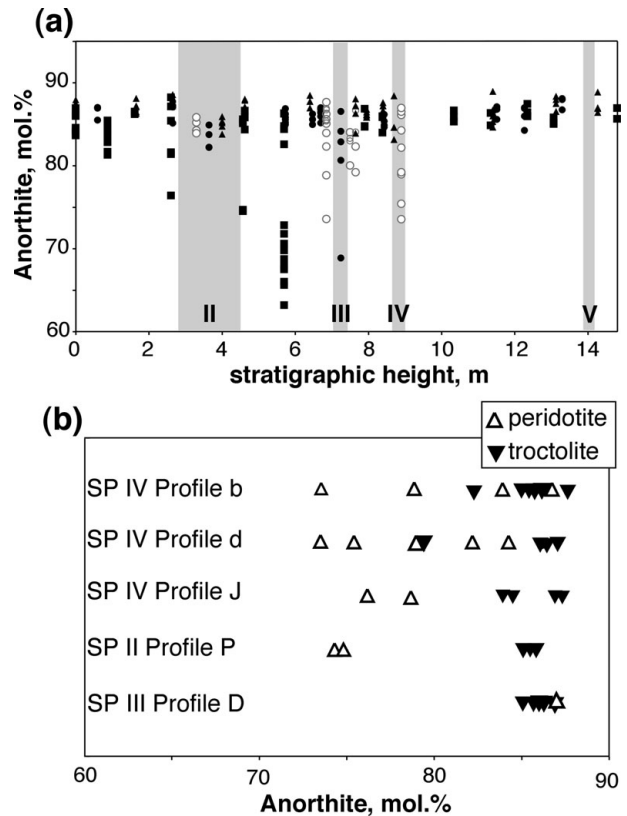 (a)
90
80
70
60
Anorthite, mol.%
II III IV V
0 2 4 6 8 10 12 14
stratigraphic height, m
(b)
peridotite
troctolite
SP IV Profile b
SP IV Profile d
SP IV Profile J
SP II Profile P
SP III Profile D
60 70 80 90
Anorthite, mol.%